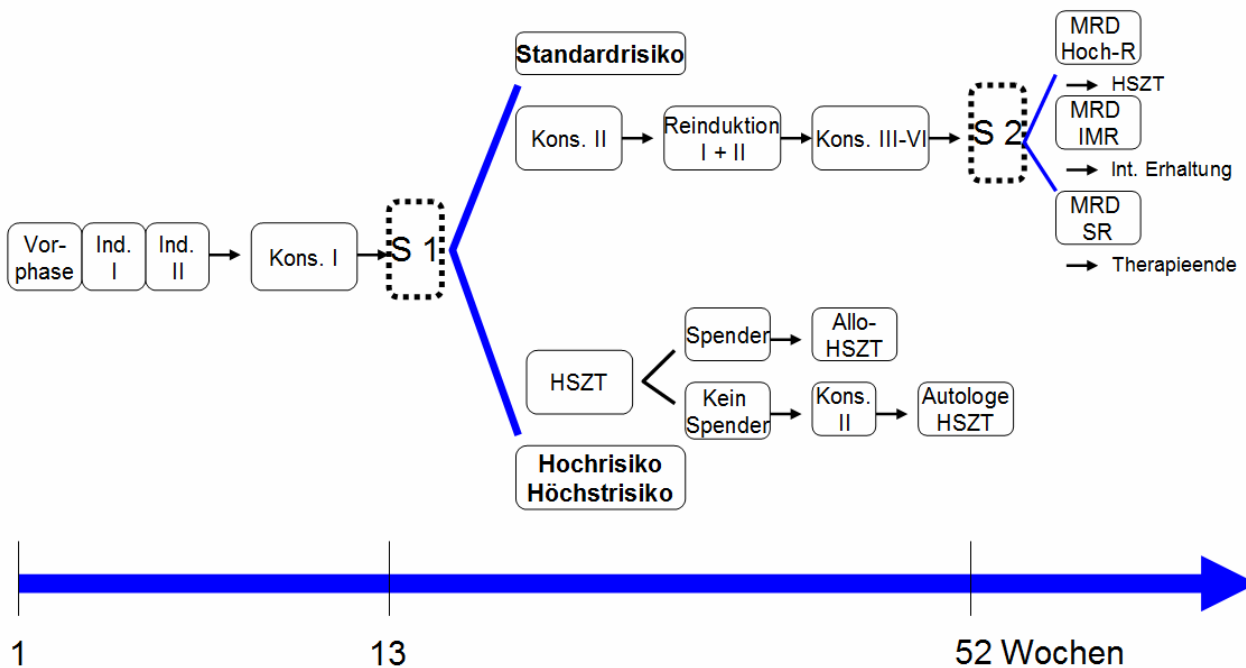 Vor-
phase
Ind.
I
Ind.
II
Kons. I
S 1
Standardrisiko
Kons. II
Reinduktion
I + II
Kons. III-VI
S 2
MRD
Hoch-R
HSZT
MRD
IMR
Int. Erhaltung
MRD
SR
Therapieende
HSZT
Spender
Allo-
HSZT
Kein
Spender
Kons.
II
Autologe
HSZT
Hochrisiko
Höchstrisiko
1
13
52 Wochen